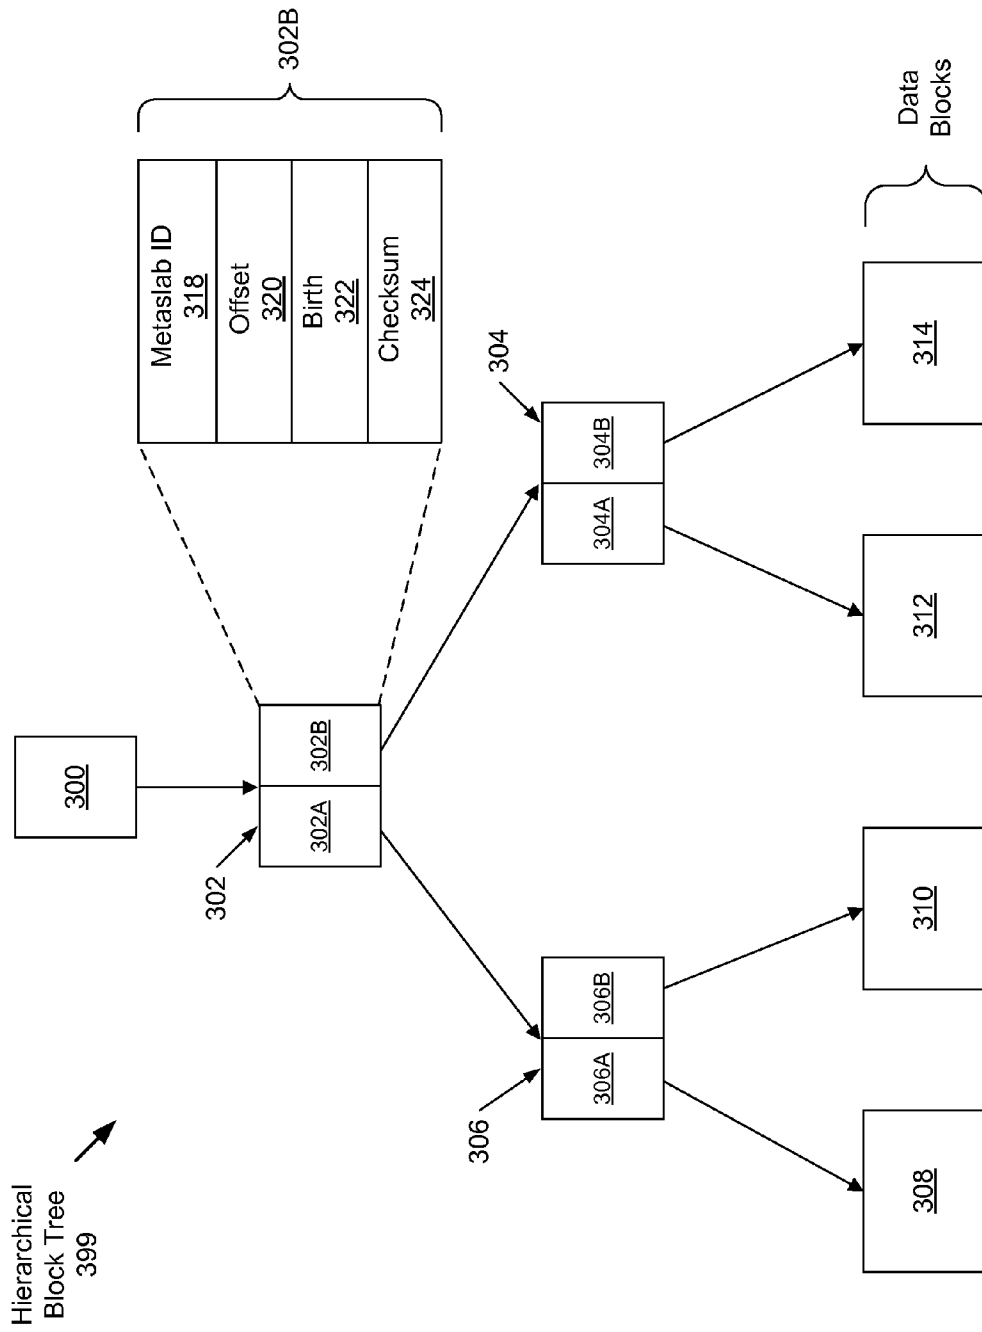 Hierarchical
Block Tree
399
300
302
302A
302B
Metaslab ID
318
Offset
320
Birth
322
Checksum
324
302B
306
306A
306B
304A
304B
304
308
310
312
314
Data
Blocks